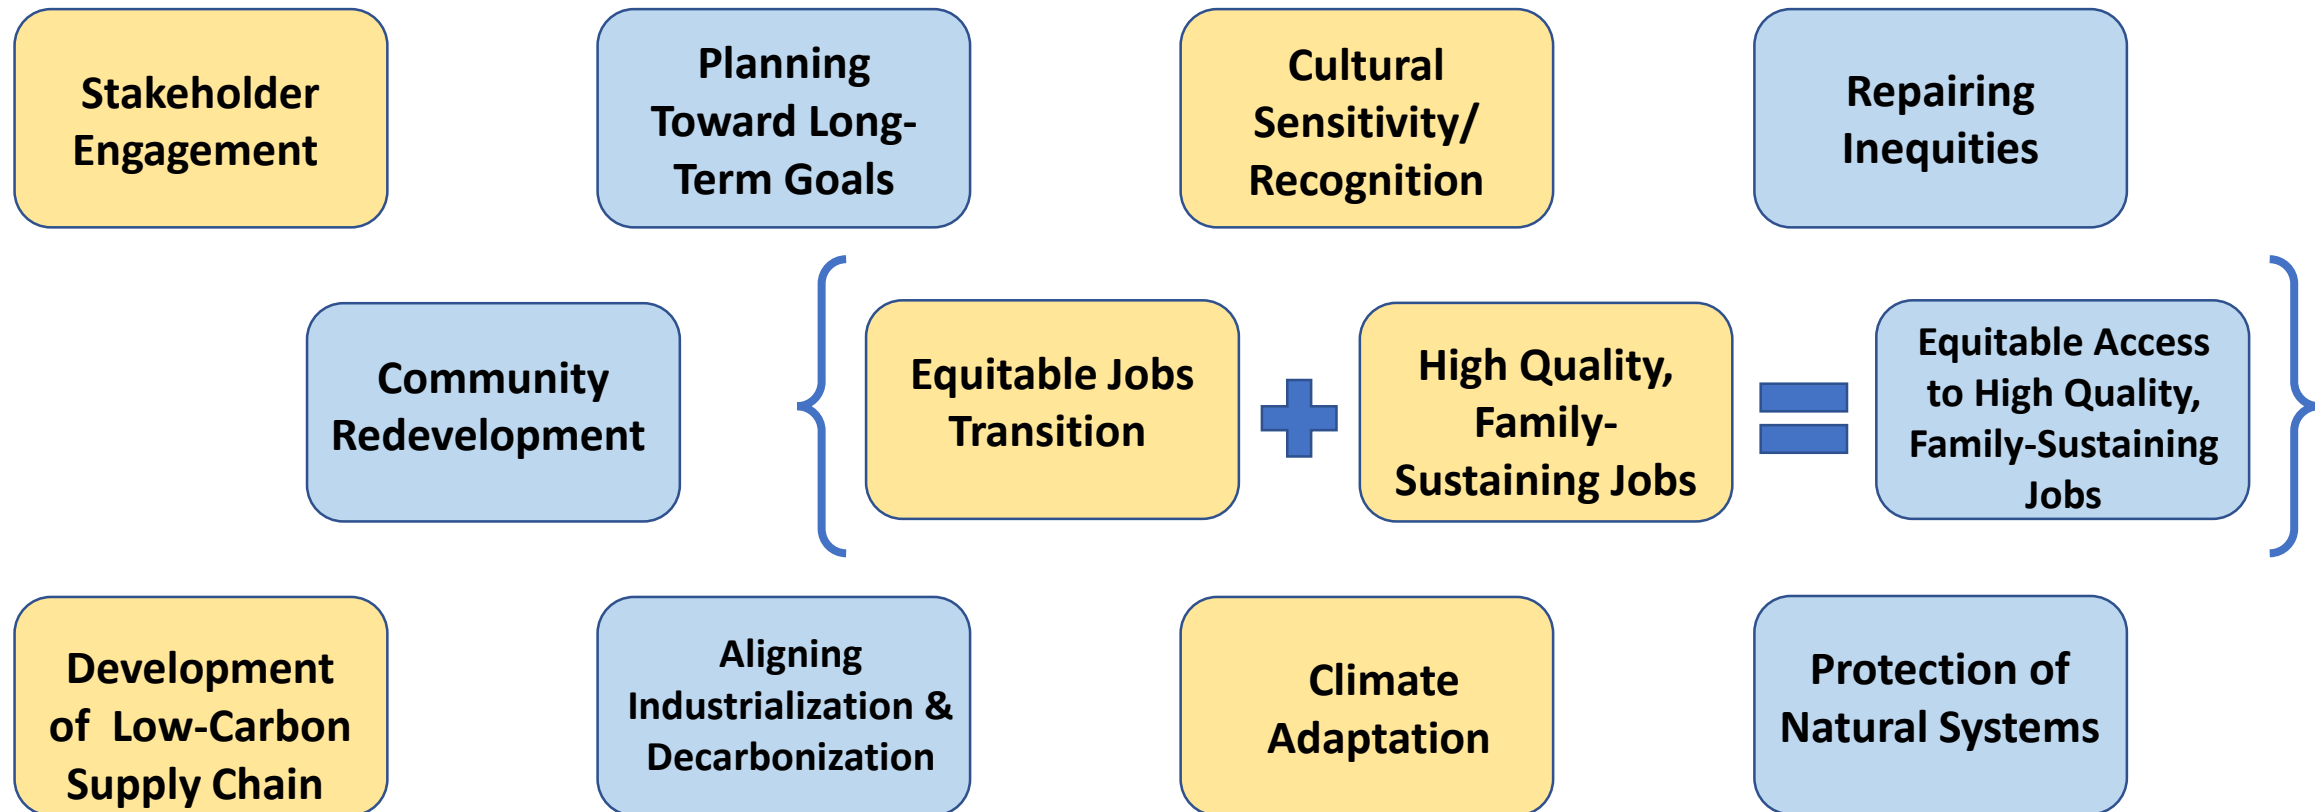 Stakeholder
Engagement
Planning
Toward Long-
Term Goals
Cultural
Sensitivity/
Recognition
Repairing
Inequities
Community
Redevelopment
Equitable Jobs
Transition
High Quality,
Family-
Sustaining Jobs
Equitable Access
to High Quality,
Family-Sustaining
Jobs
Development
of Low-Carbon
Supply Chain
Aligning
Industrialization &
Decarbonization
Climate
Adaptation
Protection of
Natural Systems